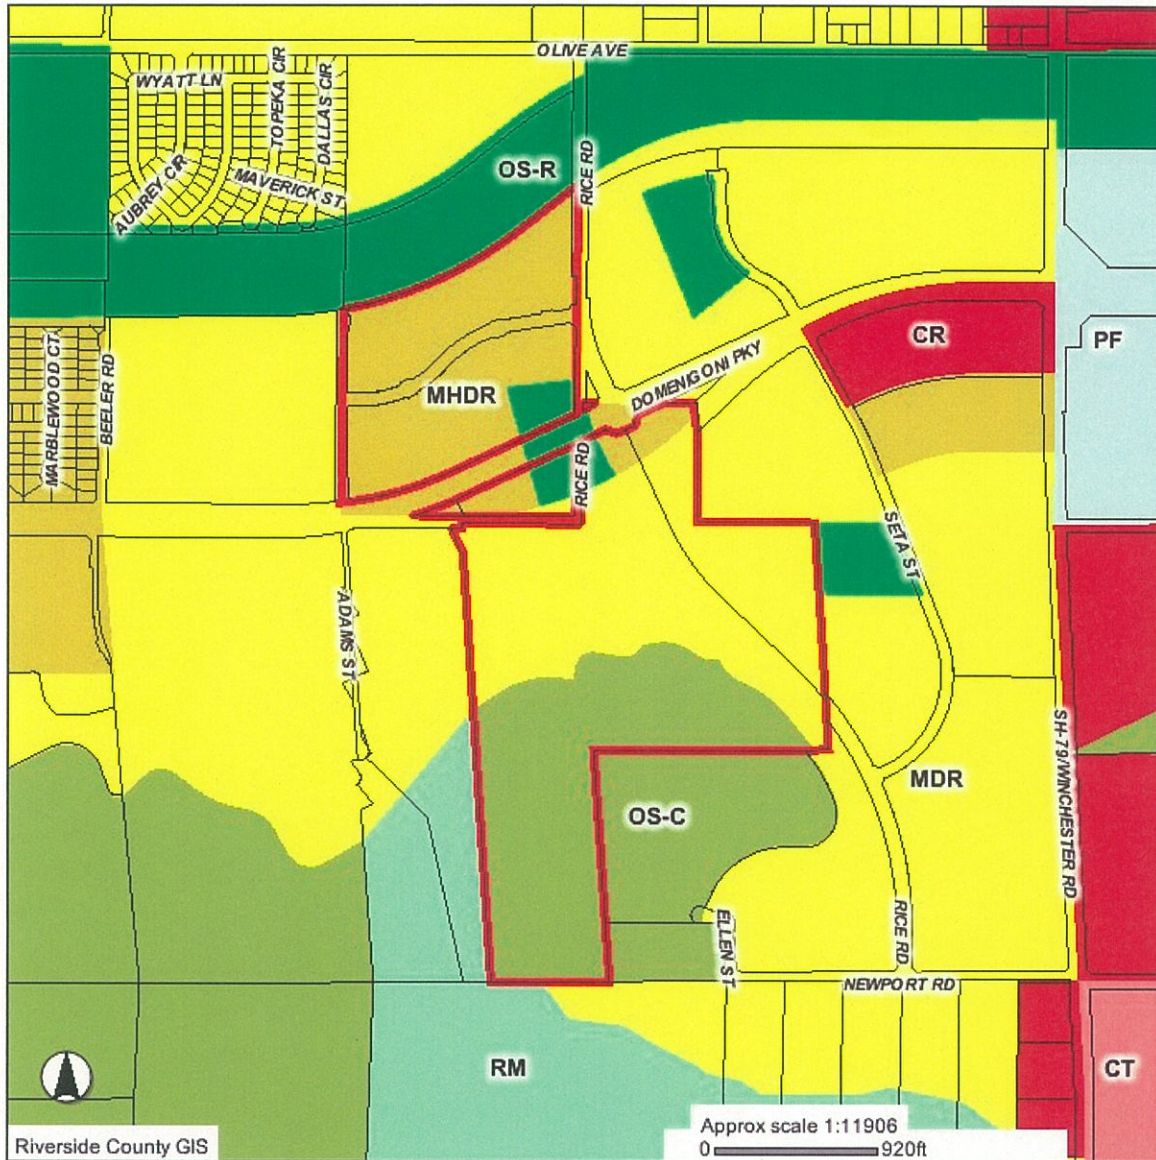 OLIVE AVE
WYATT LN
TOPEKA CIR
DALLAS CIR
AUBREY CIR
MAVERICK ST
OS-R
RICE RD
MARBLEWOOD CT
BEELER RD
MHDR
DOMENIGONI PKY
CR
PF
RICE RD
SETA ST
ADAMS ST
SH-79/WINCHESTER RD
MDR
OS-C
ELLEN ST
RICE RD
NEWPORT RD
RM
CT
Riverside County GIS
Approx scale 1:11906
0 920ft